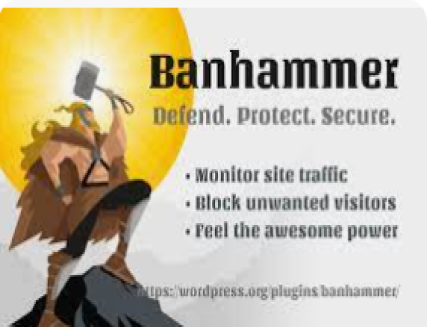 Banhammer
Defend. Protect. Secure.
• Monitor site traffic
• Block unwanted visitors
• Feel the awesome power
https://wordpress.org/plugins/banhammer/